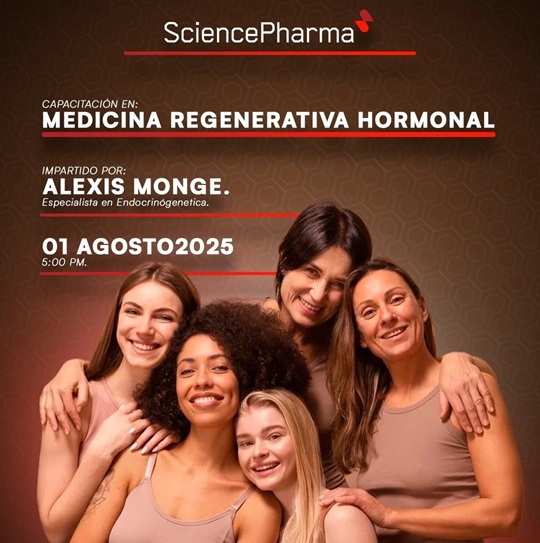 SciencePharma
CAPACITACIÓN EN:
MEDICINA REGENERATIVA HORMONAL
IMPARTIDO POR:
ALEXIS MONGE.
Especialista en Endocrinógenetica.
01 AGOSTO2025
5:00 PM.